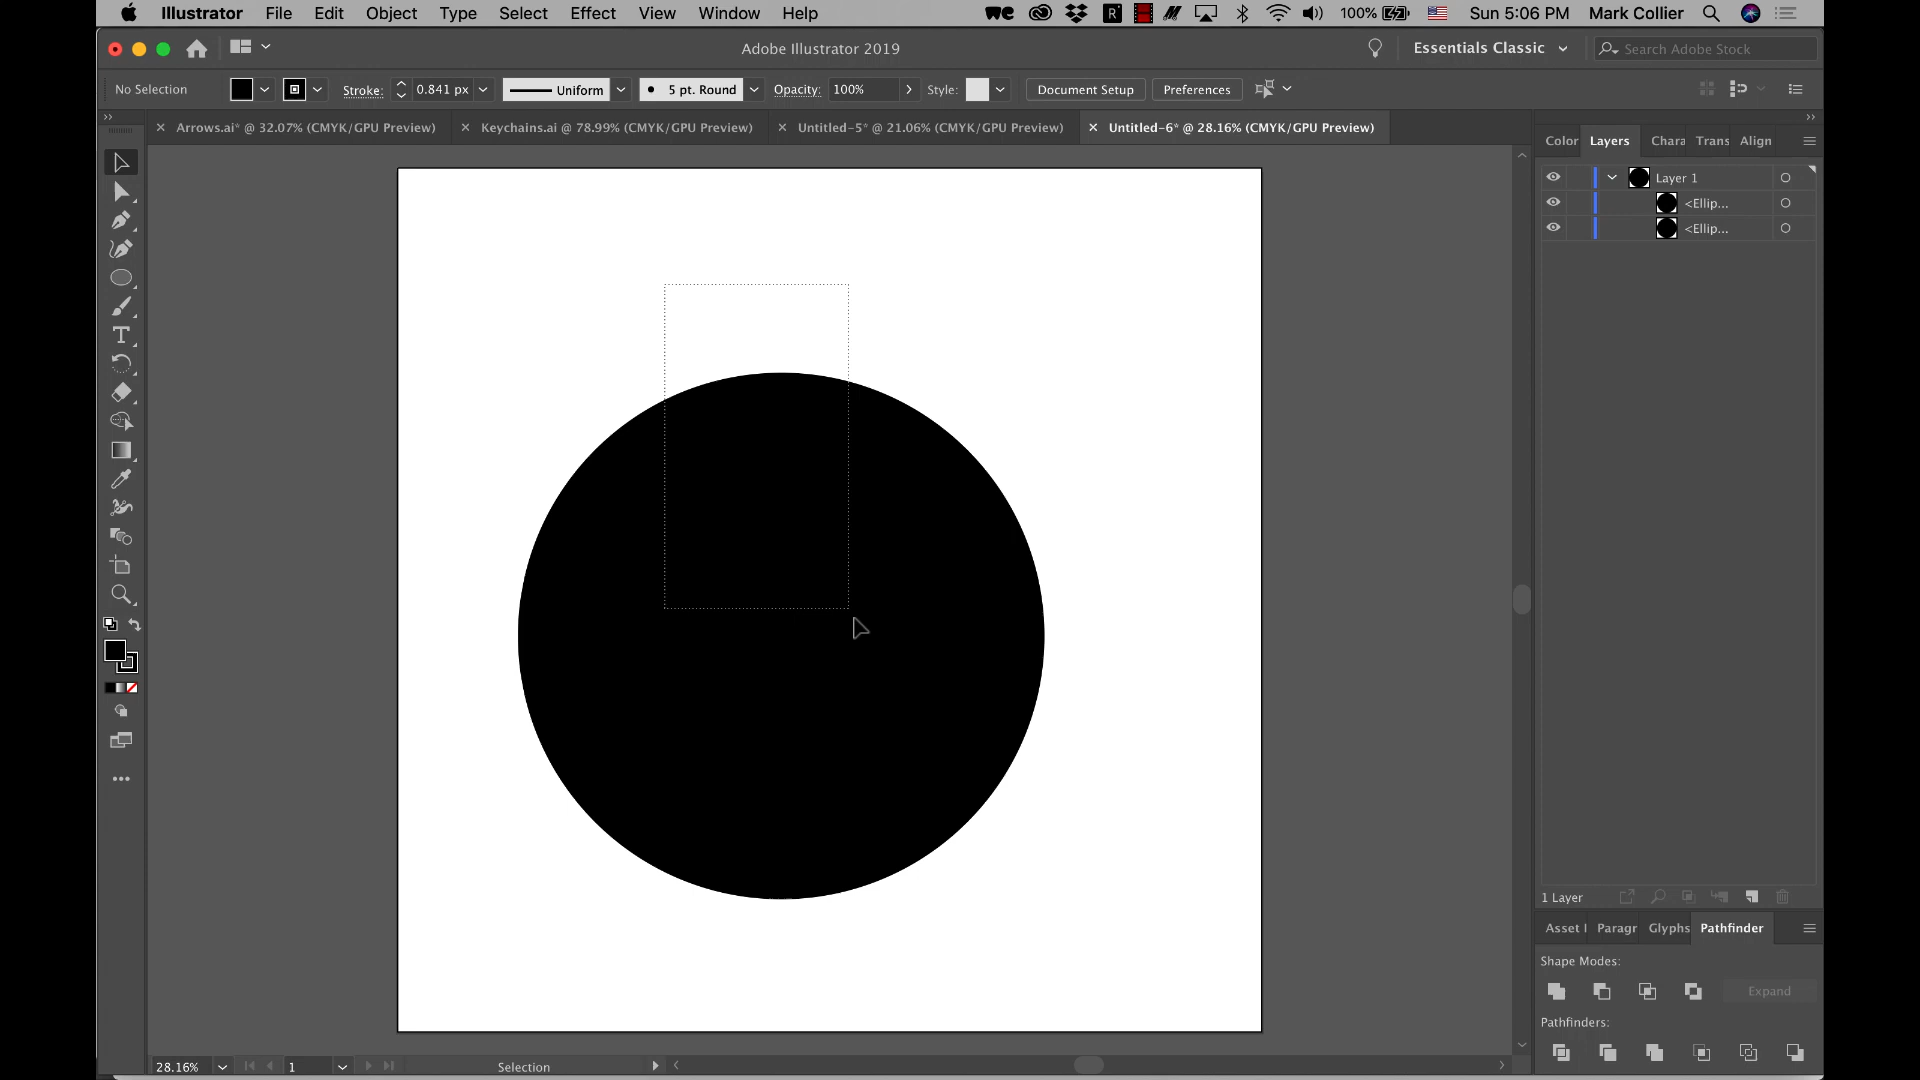 Illustrator File Edit Object Type Select Effect View Window Help R 100% Sun 5:06 PM Mark Collier
Adobe Illustrator 2019 Essentials Classic Search Adobe Stock
No Selection Stroke: 0.841 px Uniform 5 pt. Round Opacity: 100% Style: Document Setup Preferences
Arrows.ai* @ 32.07% (CMYK/GPU Preview) Keychains.ai @ 78.99% (CMYK/GPU Preview) Untitled-5* @ 21.06% (CMYK/GPU Preview) Untitled-6* @ 28.16% (CMYK/GPU Preview)
Color Layers Chara Trans Align
Layer 1
<Ellip...
<Ellip...
1 Layer
Asset Paragr Glyphs Pathfinder
Shape Modes:
Expand
Pathfinders:
28.16% 1 Selection